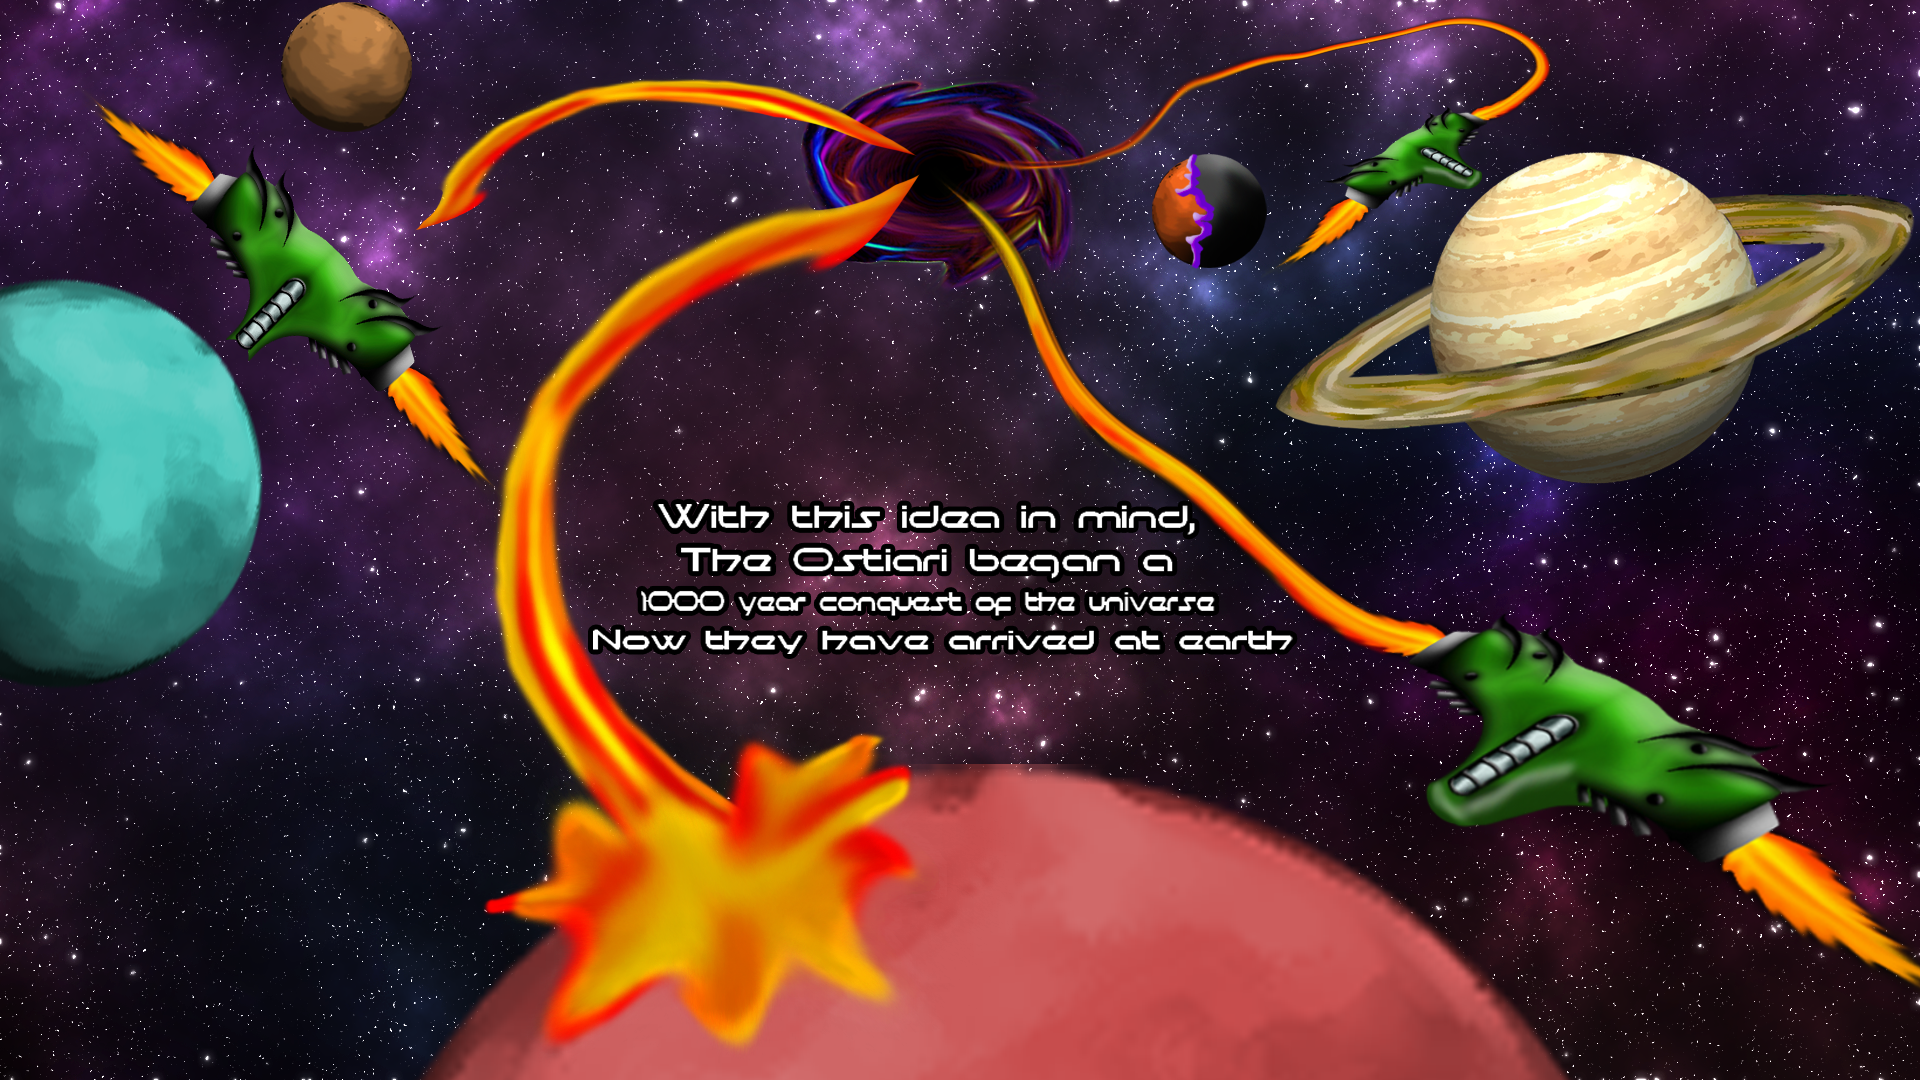 With this idea in mind,
The Ostiari began a
1000 year conquest of the universe
Now they have arrived at earth